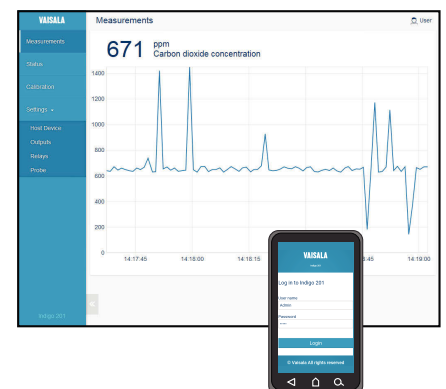 VAISALA
Measurements
User
Measurements
Status
Calibration
Settings
Host Device
Outputs
Relays
Probe
Indigo 201
671 ppm
Carbon dioxide concentration
1400
1200
1000
800
600
400
200
0
14:17:45
14:18:00
14:18:15
:45
14:19:00
VAISALA
Log in to Indigo 201
User name
Admin
Password
Login
© Vaisala All rights reserved